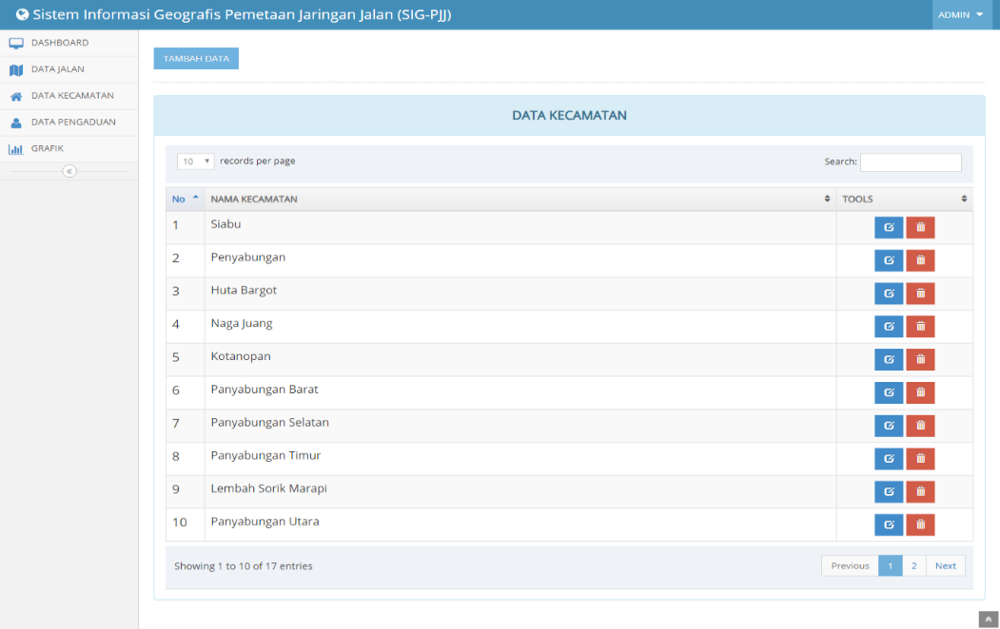 Sistem Informasi Geografis Pemetaan Jaringan Jalan (SIG-PJJ)
ADMIN
DASHBOARD
DATA JALAN
DATA KECAMATAN
DATA PENGADUAN
GRAFIK
TAMBAH DATA
DATA KECAMATAN
10 records per page
Search:
No NAMA KECAMATAN TOOLS
1 Siabu
2 Penyabungan
3 Huta Bargot
4 Naga Juang
5 Kotanopan
6 Panyabungan Barat
7 Panyabungan Selatan
8 Panyabungan Timur
9 Lembah Sorik Marapi
10 Panyabungan Utara
Showing 1 to 10 of 17 entries
Previous 1 2 Next